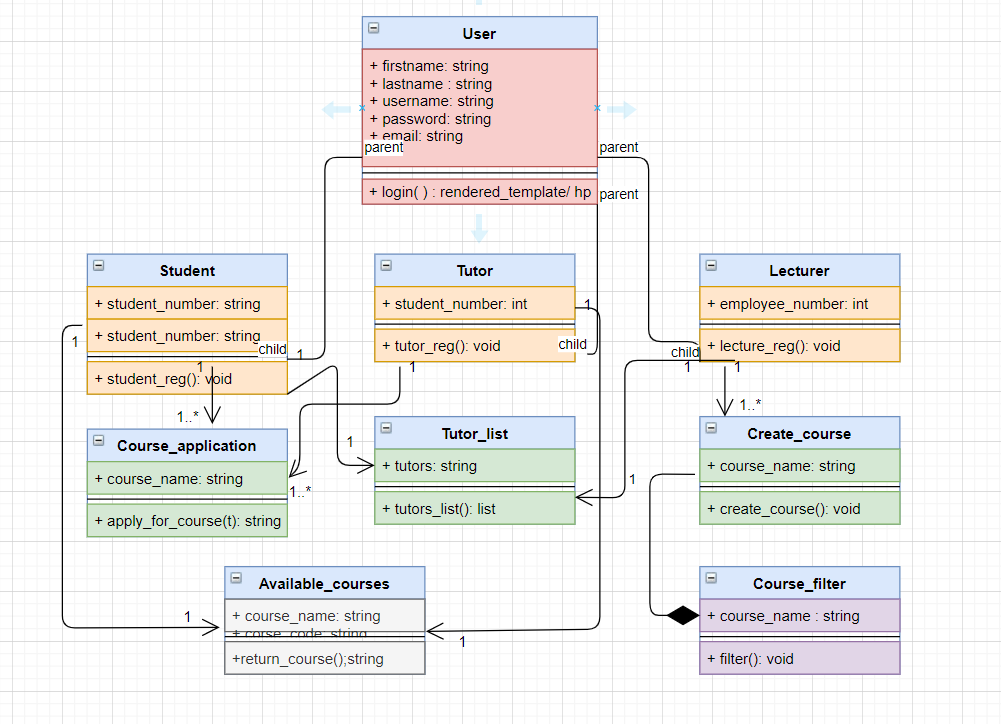 User
+ firstname: string
+ lastname : string
+ username: string
+ password: string
+ email: string
parent
parent
+ login( ) : rendered_template/ hp
parent
Student
+ student_number: string
+ student_number: string
child
1
1
1
+ student_reg(): void
1..*
Tutor
+ student_number: int
1
+ tutor_reg(): void
child
1
Lecturer
+ employee_number: int
+ lecture_reg(): void
child
1
1
1..*
Course_application
+ course_name: string
+ apply_for_course(t): string
1..*
1
Tutor_list
+ tutors: string
+ tutors_list(): list
1
Create_course
+ course_name: string
+ create_course(): void
Available_courses
+ course_name: string
+ corse_code: string
+return_course();string
1
1
Course_filter
+ course_name : string
+ filter(): void